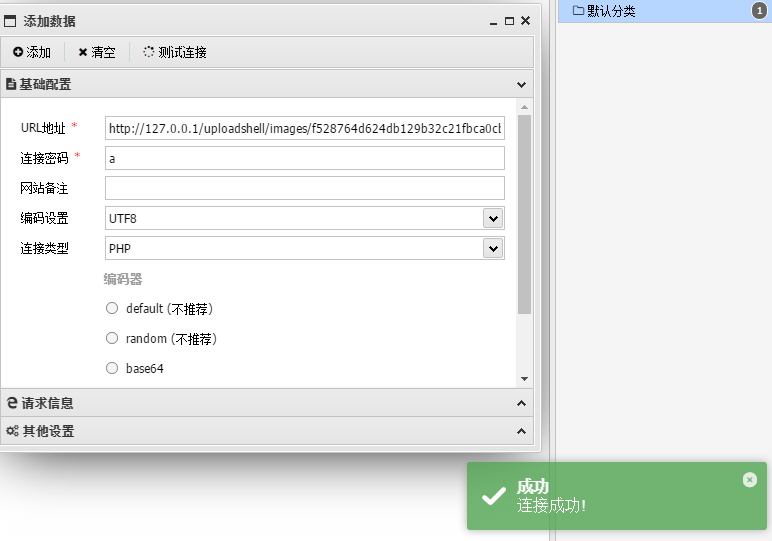 添加数据
默认分类
1
添加
清空
测试连接
基础配置
URL地址 *
http://127.0.0.1/uploadshell/images/f528764d624db129b32c21fbca0cb
连接密码 *
a
网站备注
编码设置
UTF8
连接类型
PHP
编码器
default (不推荐)
random (不推荐)
base64
请求信息
其他设置
成功
连接成功!